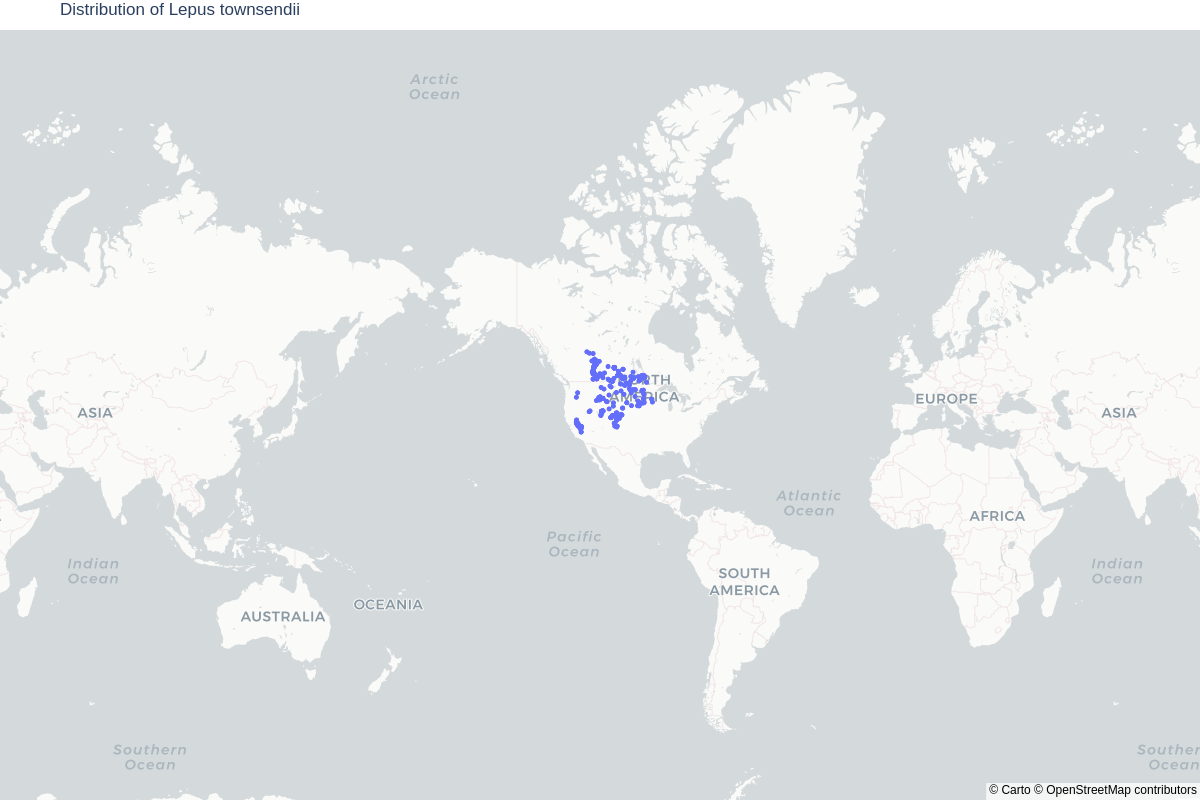 Distribution of Lepus townsendii
Arctic
Ocean
NORTH
AMERICA
ASIA
EUROPE
ASIA
Atlantic
Ocean
AFRICA
Pacific
Ocean
Indian
Ocean
Indian
Ocean
SOUTH
AMERICA
OCEANIA
AUSTRALIA
Southern
Ocean
Souther
Ocean
© Carto © OpenStreetMap contributors